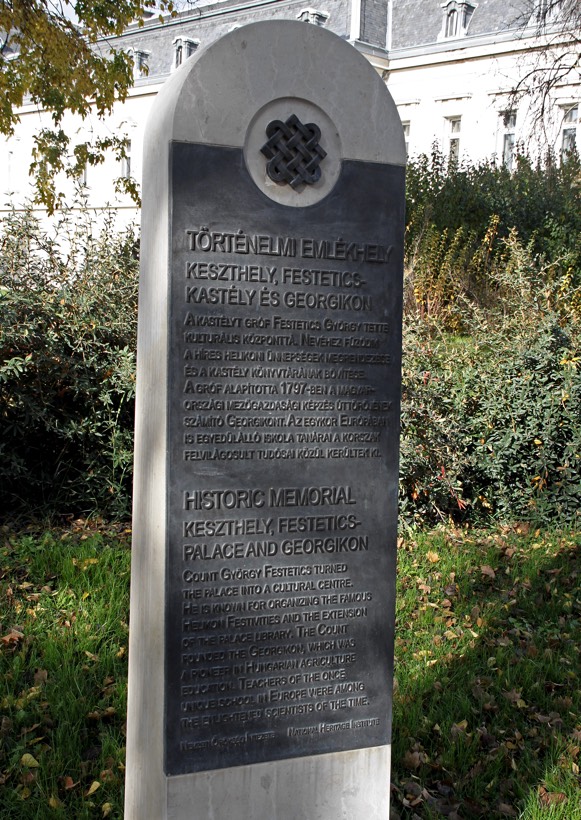 TÖRTÉNELMI EMLÉKHELY
KESZTHELY, FESTETICS-
KASTÉLY ÉS GEORGIKON
A KASTÉLYT GRÓF FESTETICS GYÖRGY TETTE
KULTURÁLIS KÖZPONTTÁ. NEVÉHEZ FŰZŐDIK
A HÍRES HELIKONI ÜNNEPSÉGEK MEGRENDEZÉSE
ÉS A KASTÉLY KÖNYVTÁRÁNAK BŐVÍTÉSE.
A GRÓF ALAPÍTOTTA 1797-BEN A MAGYAR-
ORSZÁGI MEZŐGAZDASÁGI KÉPZÉS ÚTTÖRŐJÉNEK
SZÁMÍTÓ GEORGIKONT. AZ EGYKOR EURÓPÁBAN
IS EGYEDÜLÁLLÓ ISKOLA TANÁRAI A KORSZAK
FELVILÁGOSULT TUDÓSAI KÖZÜL KERÜLTEK KI.
HISTORIC MEMORIAL
KESZTHELY, FESTETICS-
PALACE AND GEORGIKON
COUNT GYÖRGY FESTETICS TURNED
THE PALACE INTO A CULTURAL CENTRE.
HE IS KNOWN FOR ORGANIZING THE FAMOUS
HELIKON FESTIVITIES AND THE EXTENSION
OF THE PALACE LIBRARY. THE COUNT
FOUNDED THE GEORGIKON, WHICH WAS
A PIONEER IN HUNGARIAN AGRICULTURE
EDUCATION. TEACHERS OF THE ONCE
UNIQUE SCHOOL IN EUROPE WERE AMONG
THE ENLIGHTENED SCIENTISTS OF THE TIME.
NEMZETI ÖRÖKSÉG INTÉZETE NATIONAL HERITAGE INSTITUTE